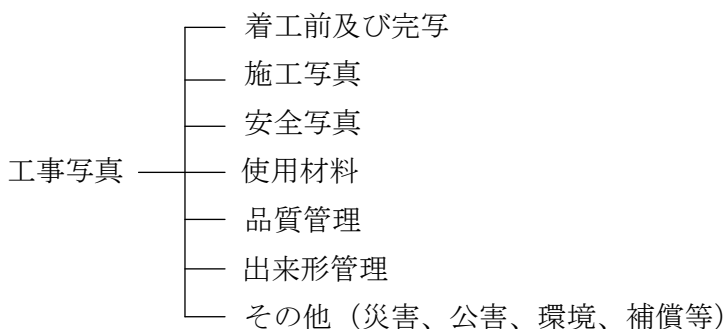 着工前及び完写
施工写真
安全写真
工事写真
使用材料
品質管理
出来形管理
その他（災害、公害、環境、補償等）